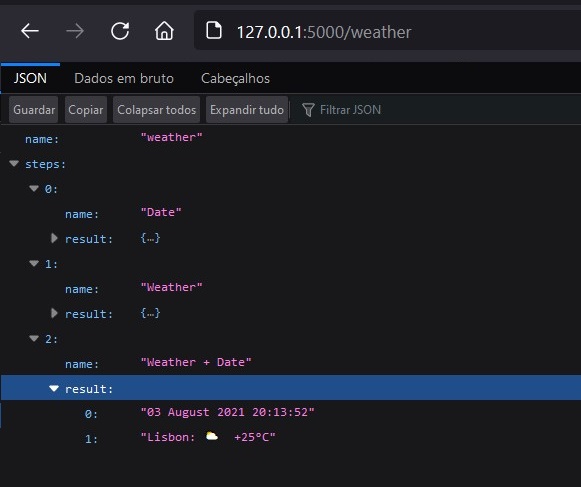 127.0.0.1:5000/weather
JSON Dados em bruto Cabeçalhos
Guardar Copiar Colapsar todos Expandir tudo Filtrar JSON
name: "weather"
steps:
0:
name: "Date"
result: {…}
1:
name: "Weather"
result: {…}
2:
name: "Weather + Date"
result:
0: "03 August 2021 20:13:52"
1: "Lisbon: 🌥 +25°C"